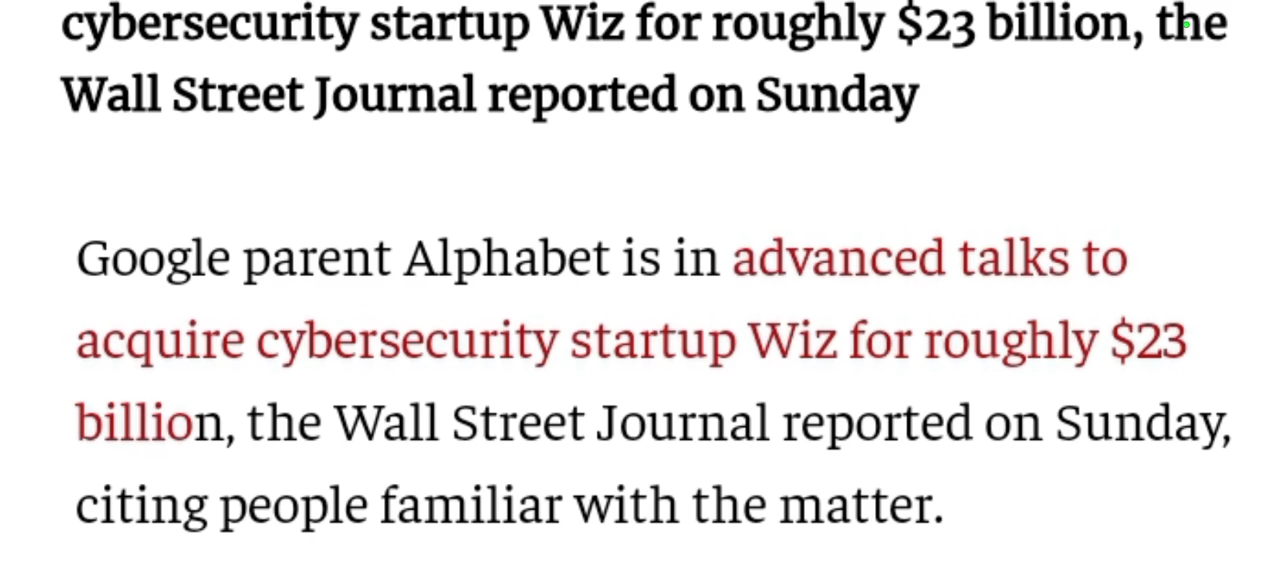 cybersecurity startup Wiz for roughly $23 billion, the
Wall Street Journal reported on Sunday
Google parent Alphabet is in advanced talks to
acquire cybersecurity startup Wiz for roughly $23
billion, the Wall Street Journal reported on Sunday,
citing people familiar with the matter.